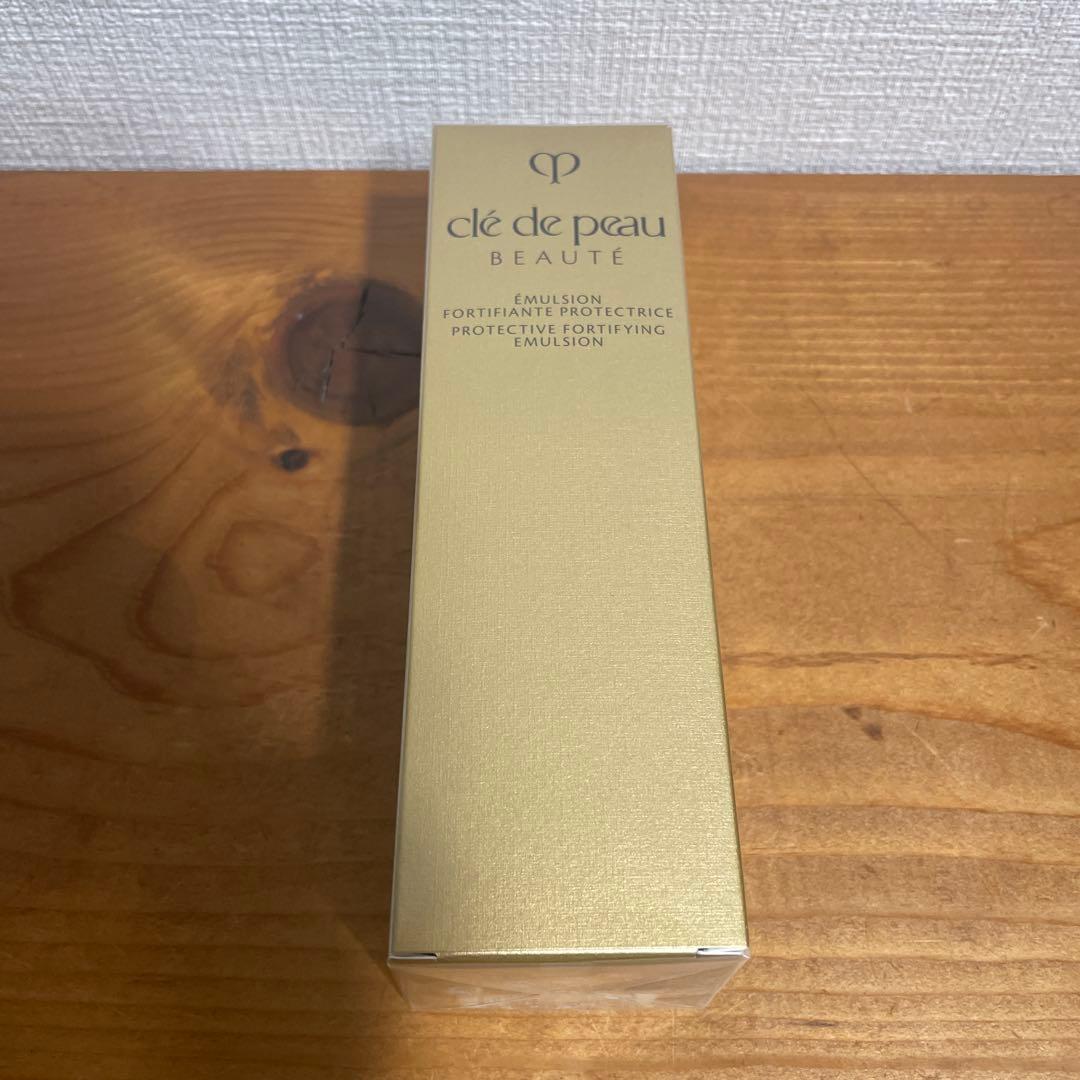 clé de peau
BEAUTÉ
ÉMULSION
FORTIFIANTE PROTECTRICE
PROTECTIVE FORTIFYING
EMULSION